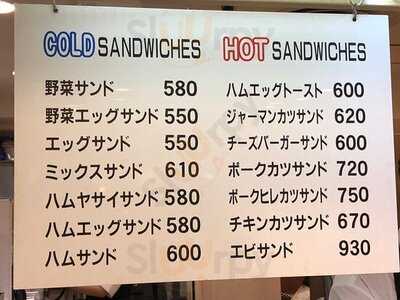 COLD SANDWICHES
野菜サンド 580
野菜エッグサンド 550
エッグサンド 550
ミックスサンド 610
ハムヤサイサンド 580
ハムエッグサンド 580
ハムサンド 600
HOT SANDWICHES
ハムエッグトースト 600
ジャーマンカツサンド 620
チーズバーガーサンド 600
ポークカツサンド 720
ポークヒレカツサンド 750
チキンカツサンド 670
エビサンド 930
Slurrpy